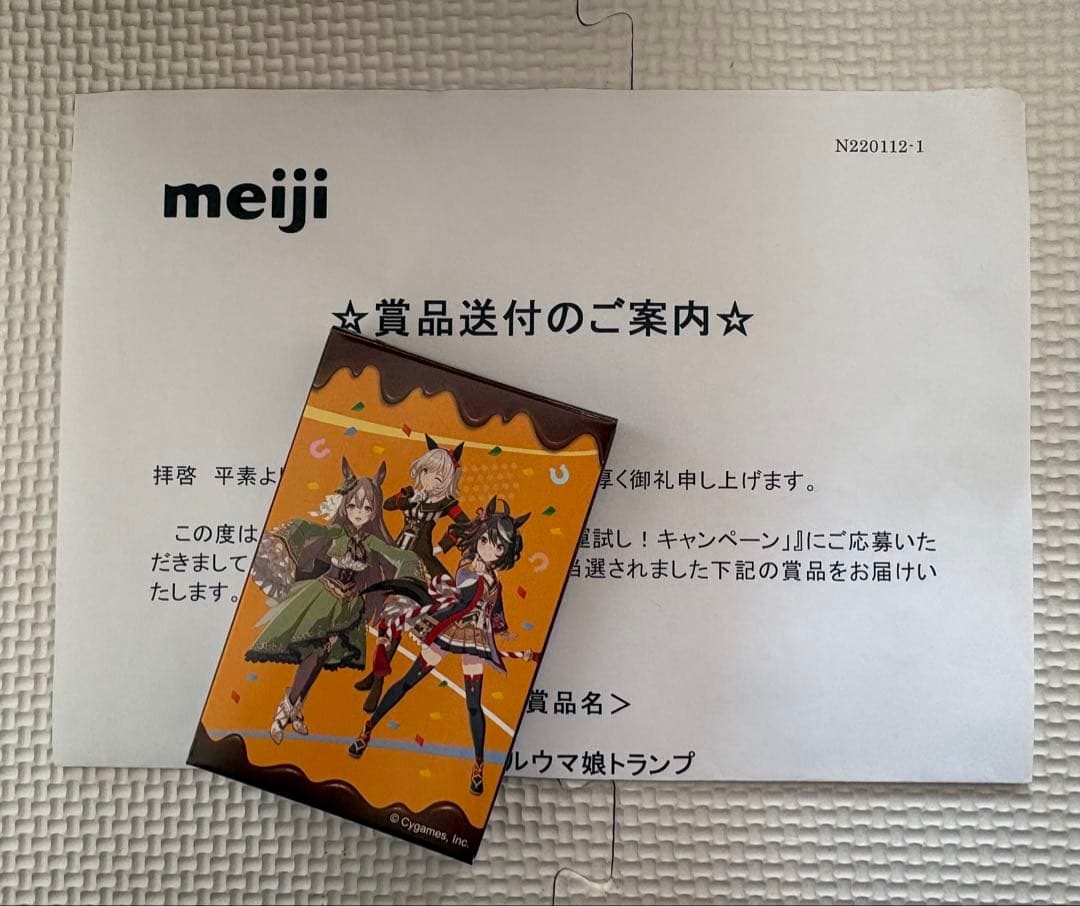 N220112-1
meiji
☆賞品送付のご案内☆
拝啓 平素よ
厚く御礼申し上げます。
この度は
運試し！キャンペーン」』にご応募いた
だきまして
当選されました下記の賞品をお届けい
たします。
賞品名＞
ルウマ娘トランプ
© Cygames, Inc.